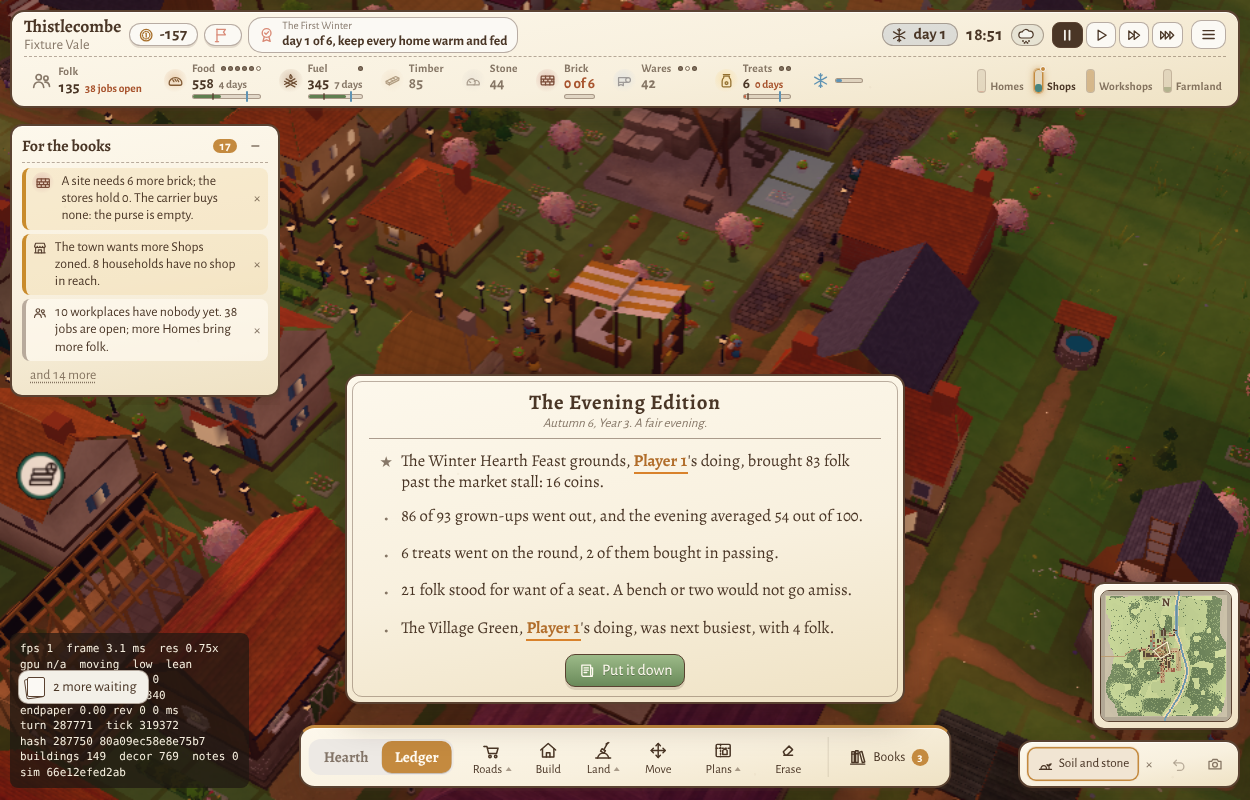 Thistlecombe
Fixture Vale
-157
The First Winter
day 1 of 6, keep every home warm and fed
day 1
18:51
Folk
135 38 jobs open
Food
558 4 days
Fuel
345 7 days
Timber
85
Stone
44
Brick
0 of 6
Wares
42
Treats
6 0 days
Homes
Shops
Workshops
Farmland
For the books
17
A site needs 6 more brick; the
stores hold 0. The carrier buys
none: the purse is empty.
The town wants more Shops
zoned. 8 households have no shop
in reach.
10 workplaces have nobody yet. 38
jobs are open; more Homes bring
more folk.
and 14 more
The Evening Edition
Autumn 6, Year 3. A fair evening.
The Winter Hearth Feast grounds, Player 1's doing, brought 83 folk
past the market stall: 16 coins.
86 of 93 grown-ups went out, and the evening averaged 54 out of 100.
6 treats went on the round, 2 of them bought in passing.
21 folk stood for want of a seat. A bench or two would not go amiss.
The Village Green, Player 1's doing, was next busiest, with 4 folk.
Put it down
fps 1 frame 3.1 ms res 0.75x
gpu n/a moving low lean
0
2 more waiting
840
endpaper 0.00 rev 0 0 ms
turn 287771 tick 319372
hash 287750 80a09ec58e8e75b7
buildings 149 decor 769 notes 0
sim 66e12efed2ab
N
Hearth
Ledger
Roads
Build
Land
Move
Plans
Erase
Books 3
Soil and stone